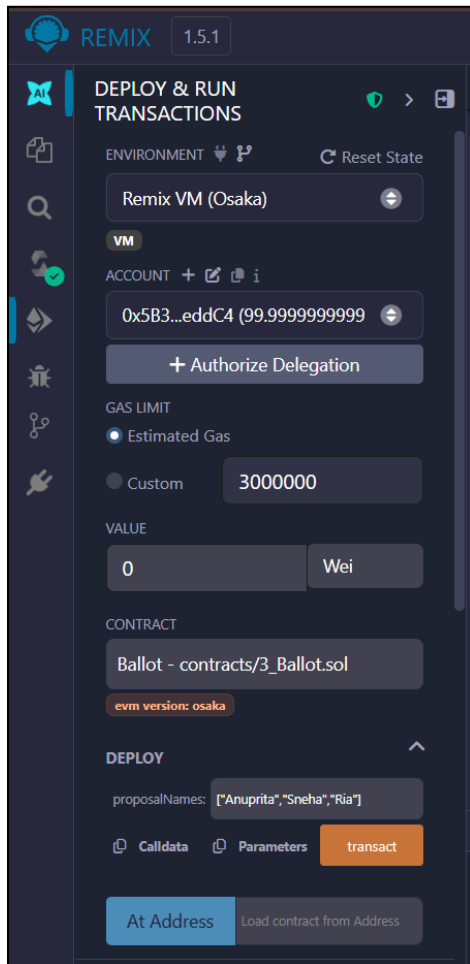 REMIX 1.5.1
AI
DEPLOY & RUN
TRANSACTIONS
ENVIRONMENT
Reset State
Remix VM (Osaka)
VM
ACCOUNT
0x5B3...eddC4 (99.9999999999
+ Authorize Delegation
GAS LIMIT
Estimated Gas
Custom 3000000
VALUE
0 Wei
CONTRACT
Ballot - contracts/3_Ballot.sol
evm version: osaka
DEPLOY
proposalNames: ["Anuprita","Sneha","Ria"]
Calldata Parameters transact
At Address Load contract from Address